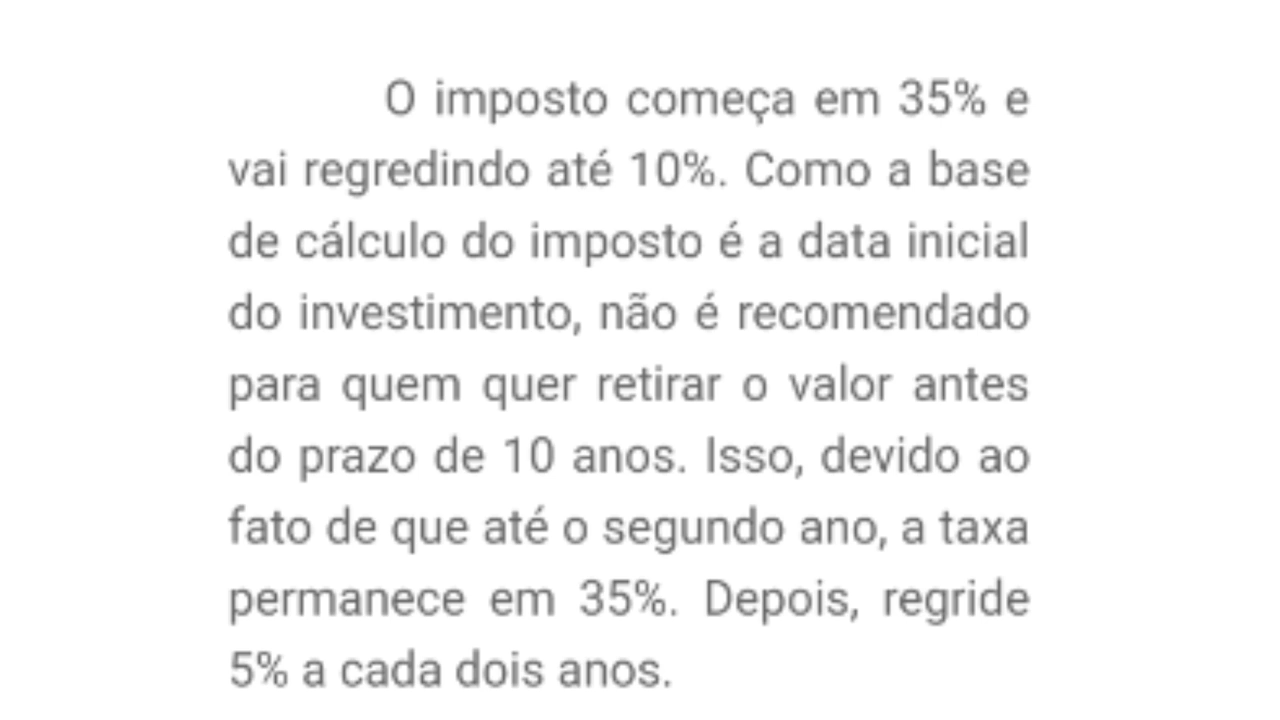 O imposto começa em 35% e
vai regredindo até 10%. Como a base
de cálculo do imposto é a data inicial
do investimento, não é recomendado
para quem quer retirar o valor antes
do prazo de 10 anos. Isso, devido ao
fato de que até o segundo ano, a taxa
permanece em 35%. Depois, regride
5% a cada dois anos.